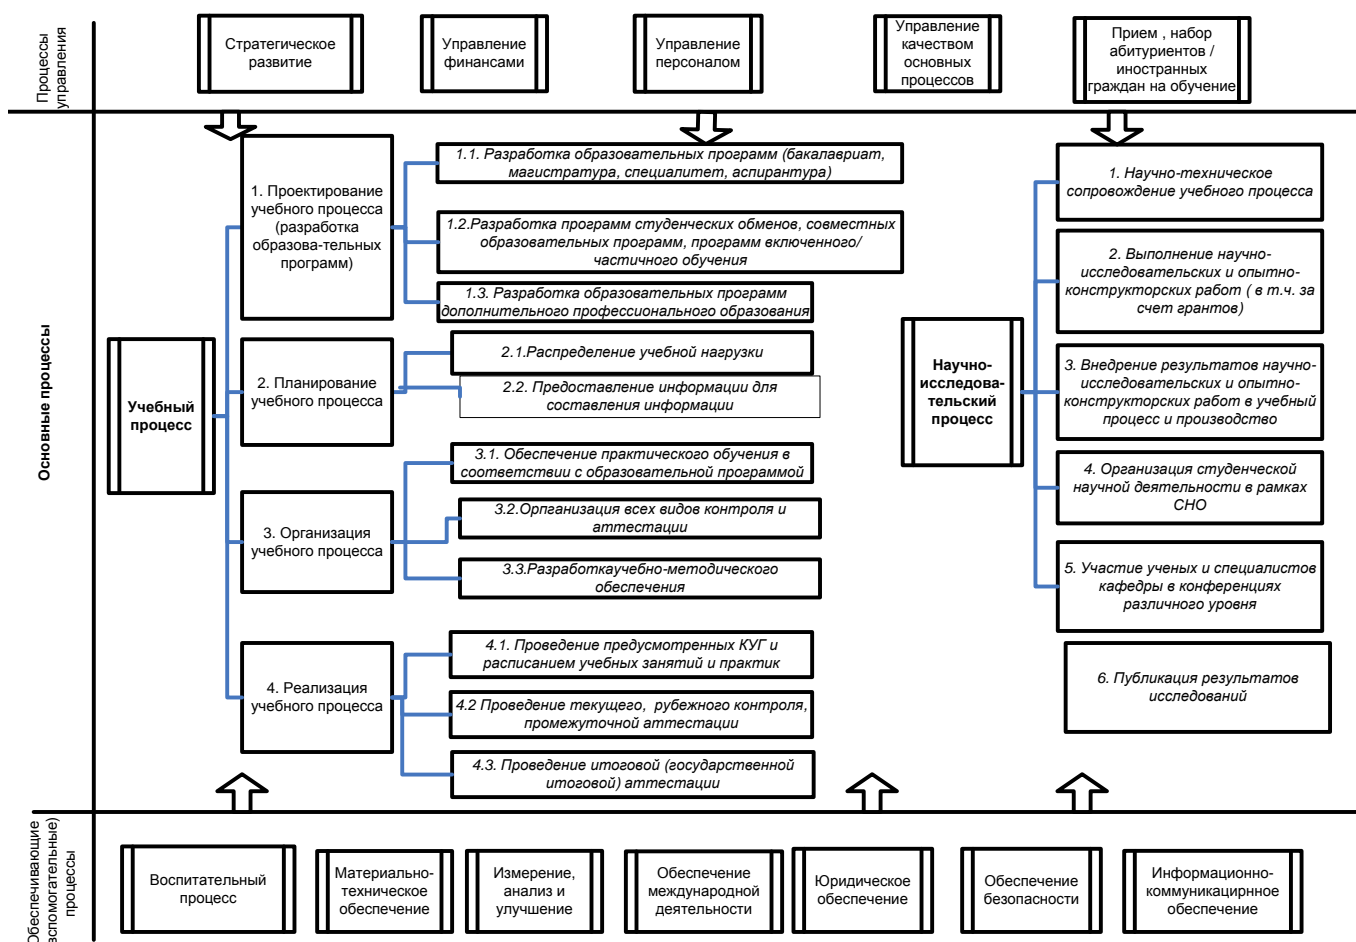 Процессы
управления
Стратегическое
развитие
Управление
финансами
Управление
персоналом
Управление
качеством
основных
процессов
Прием , набор
абитуриентов /
иностранных
граждан на обучение
Основные процессы
Учебный
процесс
1. Проектирование
учебного процесса
(разработка
образова-тельных
программ)
1.1. Разработка образовательных программ (бакалавриат,
магистратура, специалитет, аспирантура)
1.2.Разработка программ студенческих обменов, совместных
образовательных программ, программ включенного/
частичного обучения
1.3. Разработка образовательных программ
дополнительного профессионального образования
2. Планирование
учебного процесса
2.1.Распределение учебной нагрузки
2.2. Предоставление информации для
составления информации
3. Организация
учебного процесса
3.1. Обеспечение практического обучения в
соответствии с образовательной программой
3.2.Орпганизация всех видов контроля и
аттестации
3.3.Разработкаучебно-методического
обеспечения
4. Реализация
учебного процесса
4.1. Проведение предусмотренных КУГ и
расписанием учебных занятий и практик
4.2 Проведение текущего, рубежного контроля,
промежуточной аттестации
4.3. Проведение итоговой (государственной
итоговой) аттестации
Научно-
исследова-
тельский
процесс
1. Научно-техническое
сопровождение учебного процесса
2. Выполнение научно-
исследовательских и опытно-
конструкторских работ ( в т.ч. за
счет грантов)
3. Внедрение результатов научно-
исследовательских и опытно-
конструкторских работ в учебный
процесс и производство
4. Организация студенческой
научной деятельности в рамках
СНО
5. Участие ученых и специалистов
кафедры в конференциях
различного уровня
6. Публикация результатов
исследований
Обеспечивающие
(вспомогательные)
процессы
Воспитательный
процесс
Материально-
техническое
обеспечение
Измерение,
анализ и
улучшение
Обеспечение
международной
деятельности
Юридическое
обеспечение
Обеспечение
безопасности
Информационно-
коммуникацирнное
обеспечение